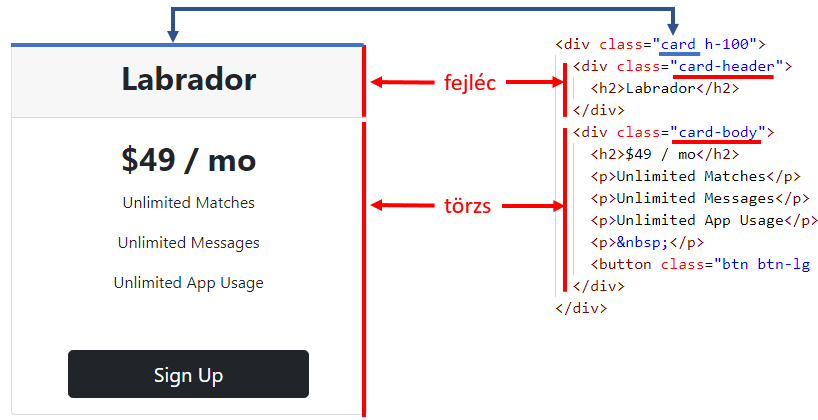 Labrador
$49 / mo
Unlimited Matches
Unlimited Messages
Unlimited App Usage
Sign Up
fejléc
törzs
<div class="card h-100">
<div class="card-header">
<h2>Labrador</h2>
</div>
<div class="card-body">
<h2>$49 / mo</h2>
<p>Unlimited Matches</p>
<p>Unlimited Messages</p>
<p>Unlimited App Usage</p>
<p>&nbsp;</p>
<button class="btn btn-lg
</div>
</div>